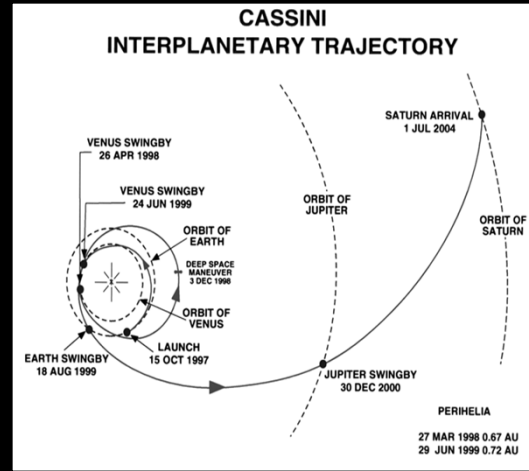 CASSINI
INTERPLANETARY TRAJECTORY
SATURN ARRIVAL
1 JUL 2004
VENUS SWINGBY
26 APR 1998
VENUS SWINGBY
24 JUN 1999
ORBIT OF
JUPITER
ORBIT OF
SATURN
ORBIT OF
EARTH
DEEP SPACE
MANEUVER
3 DEC 1998
ORBIT OF
VENUS
LAUNCH
15 OCT 1997
EARTH SWINGBY
18 AUG 1999
JUPITER SWINGBY
30 DEC 2000
PERIHELIA
27 MAR 1998 0.67 AU
29 JUN 1999 0.72 AU